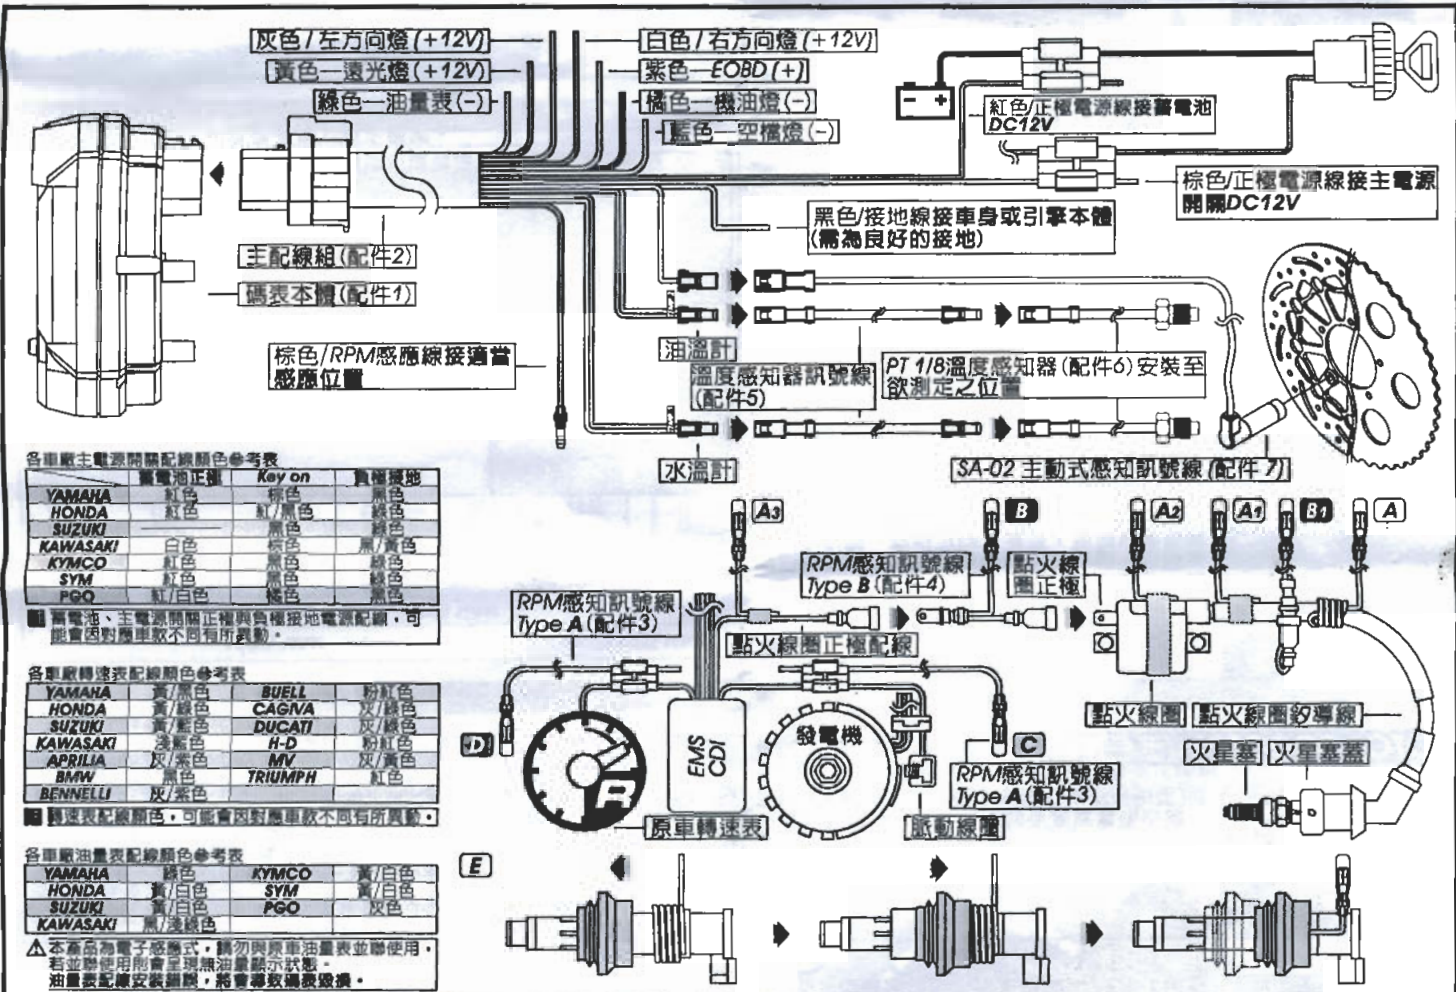 灰色/左方向燈(+12V)
白色/右方向燈(+12V)
黃色—遠光燈(+12V)
紫色—EOBD(+)
綠色—油量表(-)
橘色—機油燈(-)
藍色—空檔燈(-)
紅色/正極電源線接蓄電池
DC12V
棕色/正極電源線接主電源
開關DC12V
黑色/接地線接車身或引擎本體
(需為良好的接地)
主配線組(配件2)
碼表本體(配件1)
棕色/RPM感應線接適當
感應位置
油溫計
溫度感知器訊號線
(配件5)
PT 1/8溫度感知器(配件6)安裝至
欲測定之位置
水溫計
SA-02 主動式感知訊號線(配件7)
各車廠主電源開關配線顏色參考表
蓄電池正極 Key on 負極接地
YAMAHA 紅色 棕色 黑色
HONDA 紅色 紅/黑色 綠色
SUZUKI 黑色 綠色
KAWASAKI 白色 棕色 黑/黃色
KYMCO 紅色 黑色 綠色
SYM 紅色 黑色 綠色
PGO 紅/白色 橘色 黑色
蓄電池、主電源開關正極與負極接地電源配線,可
能會因對應車款不同有所異動。
各車廠轉速表配線顏色參考表
YAMAHA 黃/黑色 BUELL 粉紅色
HONDA 黃/綠色 CAGIVA 灰/綠色
SUZUKI 黃/藍色 DUCATI 灰/綠色
KAWASAKI 淺藍色 H-D 粉紅色
APRILIA 灰/紫色 MV 灰/黃色
BMW 黑色 TRIUMPH 紅色
BENNELLI 灰/紫色
轉速表配線顏色,可能會因對應車款不同有所異動。
各車廠油量表配線顏色參考表
YAMAHA 綠色 KYMCO 黃/白色
HONDA 黃/白色 SYM 黃/白色
SUZUKI 黃/白色 PGO 灰色
KAWASAKI 黑/淺綠色
本產品為電子感應式,請勿與原車油量表並聯使用,
若並聯使用則會呈現無油量顯示狀態。
油量表配線安裝錯誤,將會導致碼表毀損。
A3
B
A2
A1
B1
A
RPM感知訊號線
Type B(配件4)
點火線
圈正極
RPM感知訊號線
Type A(配件3)
點火線圈正極配線
D
EMS
CDI
發電機
C
R
點火線圈
點火線圈矽導線
火星塞
火星塞蓋
RPM感知訊號線
Type A(配件3)
原車轉速表
脈動線圈
E